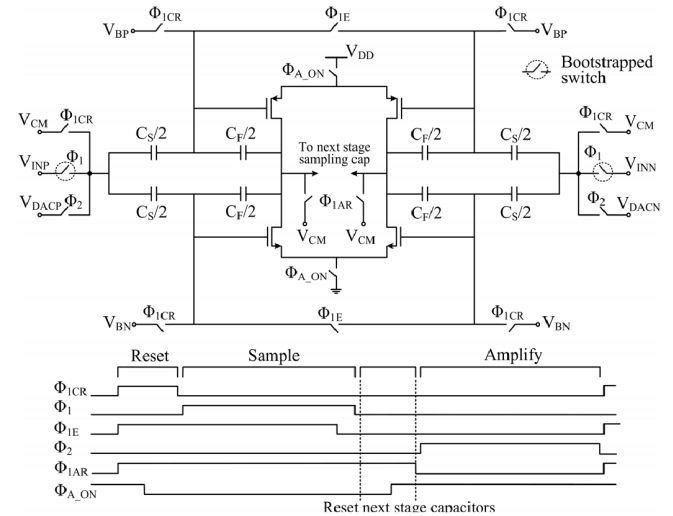 Φ1CR Φ1E Φ1CR
VBP VBP
VDD
ΦA_ON
Bootstrapped
switch
VCM Φ1CR Φ1CR VCM
CS/2 CF/2 To next stage CF/2 CS/2
sampling cap
VINP Φ1 Φ1 VINN
VDACP Φ2 Φ2 VDACN
CS/2 CF/2 Φ1AR CF/2 CS/2
VCM VCM
ΦA_ON
Φ1CR Φ1E Φ1CR
VBN VBN
Reset Sample Amplify
Φ1CR
Φ1
Φ1E
Φ2
Φ1AR
ΦA_ON
Reset next stage capacitors